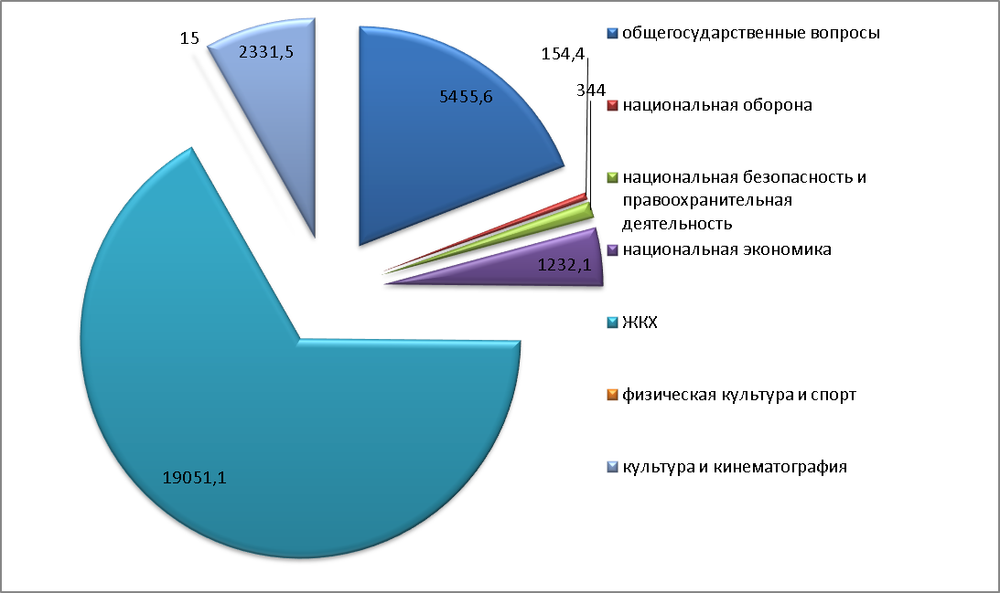 15
2331,5
5455,6
154,4
344
1232,1
19051,1
общегосударственные вопросы
национальная оборона
национальная безопасность и
правоохранительная
деятельность
национальная экономика
ЖКХ
физическая культура и спорт
культура и кинематография